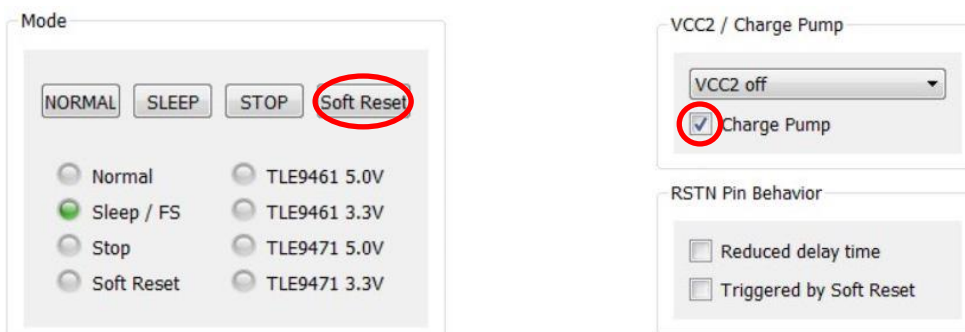 Mode
NORMAL SLEEP STOP Soft Reset
Normal TLE9461 5.0V
Sleep / FS TLE9461 3.3V
Stop TLE9471 5.0V
Soft Reset TLE9471 3.3V
VCC2 / Charge Pump
VCC2 off
Charge Pump
RSTN Pin Behavior
Reduced delay time
Triggered by Soft Reset